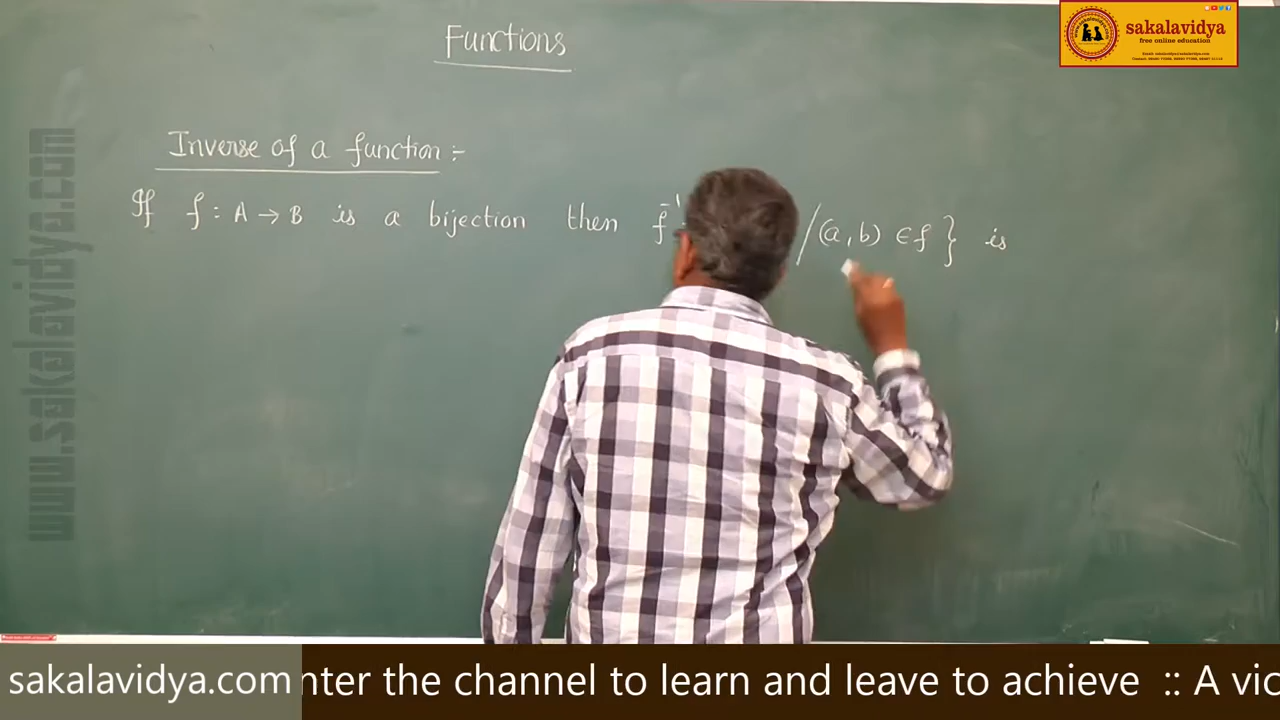 Functions
sakalavidya
free online education
Inverse of a function :-
If f : A → B is a bijection then f⁻¹ /(a, b) ∈ f } is
www.sakalavidya.com
sakalavidya.com nter the channel to learn and leave to achieve :: A vic